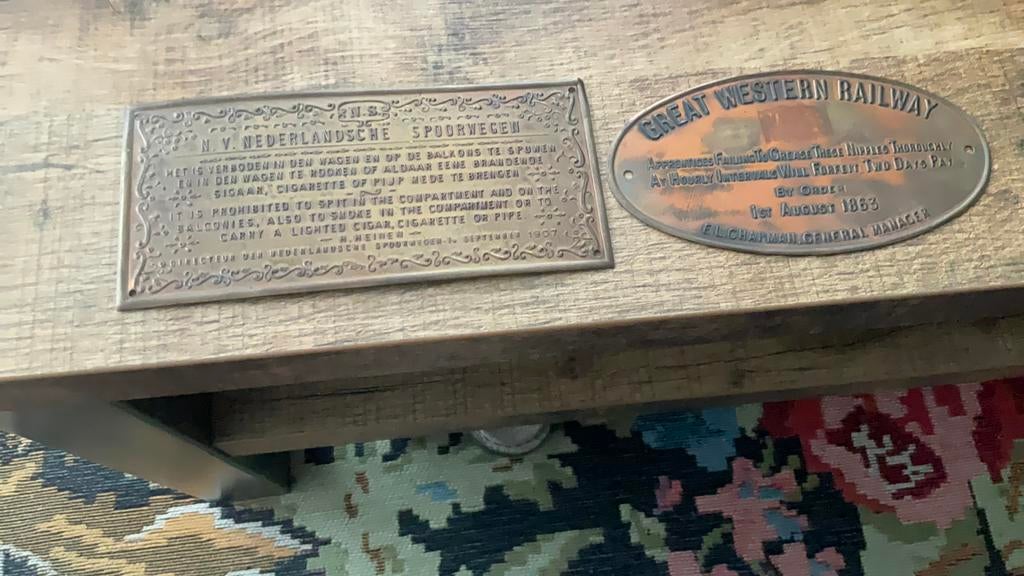 N.S.
N.V. NEDERLANDSCHE SPOORWEGEN
HET IS VERBODEN IN DEN WAGEN EN OP DE BALKONS TE SPUWEN
EN IN DEN WAGEN TE ROOKEN OF ALDAAR EENE BRANDENDE
SIGAAR, CIGARETTE OF PIJP MEDE TE BRENGEN
IT IS PROHIBITED TO SPIT IN THE COMPARTMENT AND ON THE
BALCONIES, ALSO TO SMOKE IN THE COMPARTMENT OR TO
CARRY A LIGHTED CIGAR, CIGARETTE OR PIPE
H. HEINEN
DIRECTEUR DER NEDERLANDSCHE SPOORWEGEN 1e SEPTEMBER 1907
GREAT WESTERN RAILWAY
APPRENTICES FAILING TO GREASE THESE NIPPLES THOROUGHLY
AT HOURLY INTERVALS WILL FORFEIT TWO DAYS PAY
BY ORDER
1ST AUGUST 1863
F.L. CHAPMAN, GENERAL MANAGER